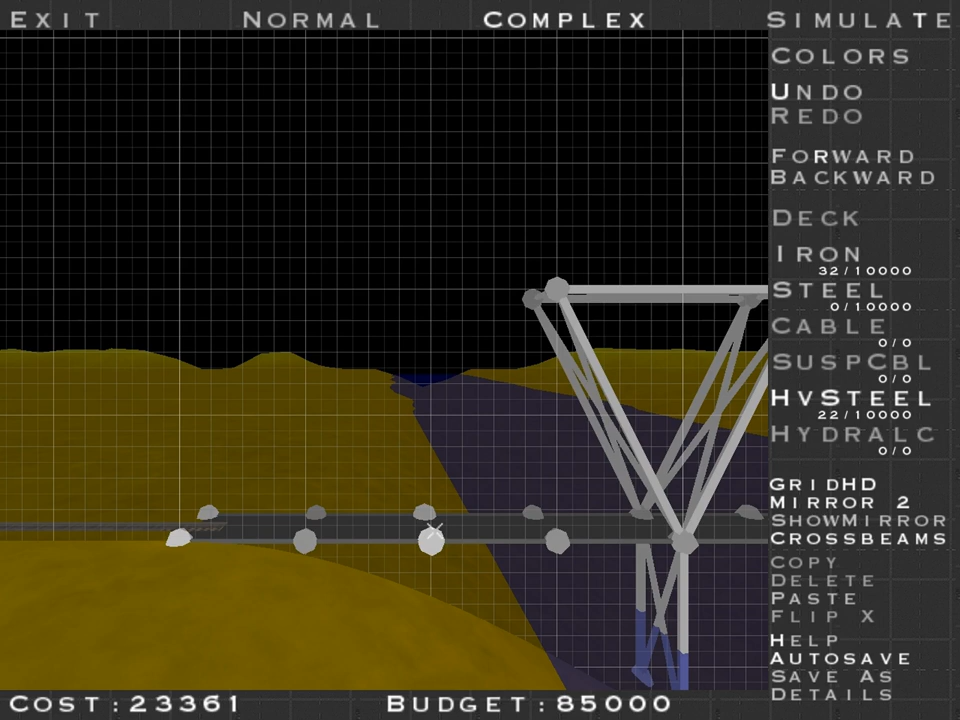 EXIT NORMAL COMPLEX SIMULATE
COLORS
UNDO
REDO
FORWARD
BACKWARD
DECK
IRON
32/10000
STEEL
0/10000
CABLE
0/0
SUSPCBL
0/0
HVSTEEL
22/10000
HYDRALC
0/0
GRIDHD
MIRROR 2
SHOWMIRROR
CROSSBEAMS
COPY
DELETE
PASTE
FLIP X
HELP
AUTOSAVE
SAVE AS
DETAILS
COST:23361 BUDGET:85000